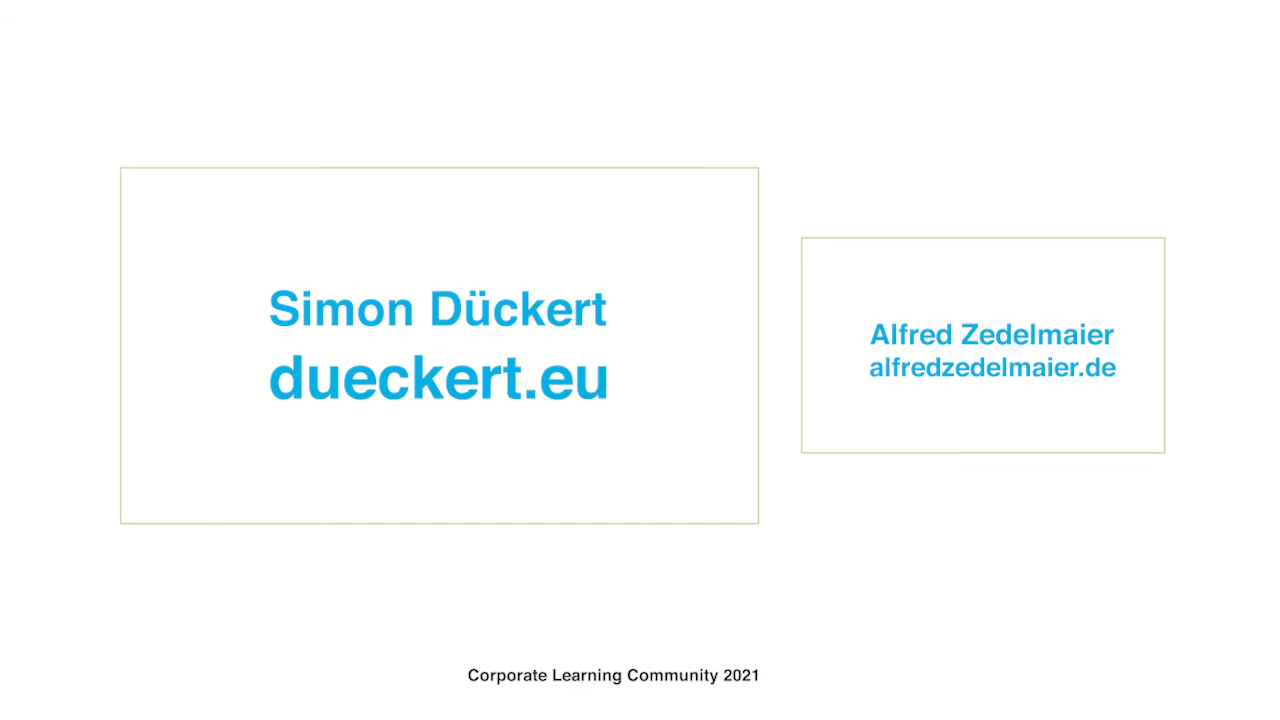 Simon Dückert
dueckert.eu
Alfred Zedelmaier
alfredzedelmaier.de
Corporate Learning Community 2021